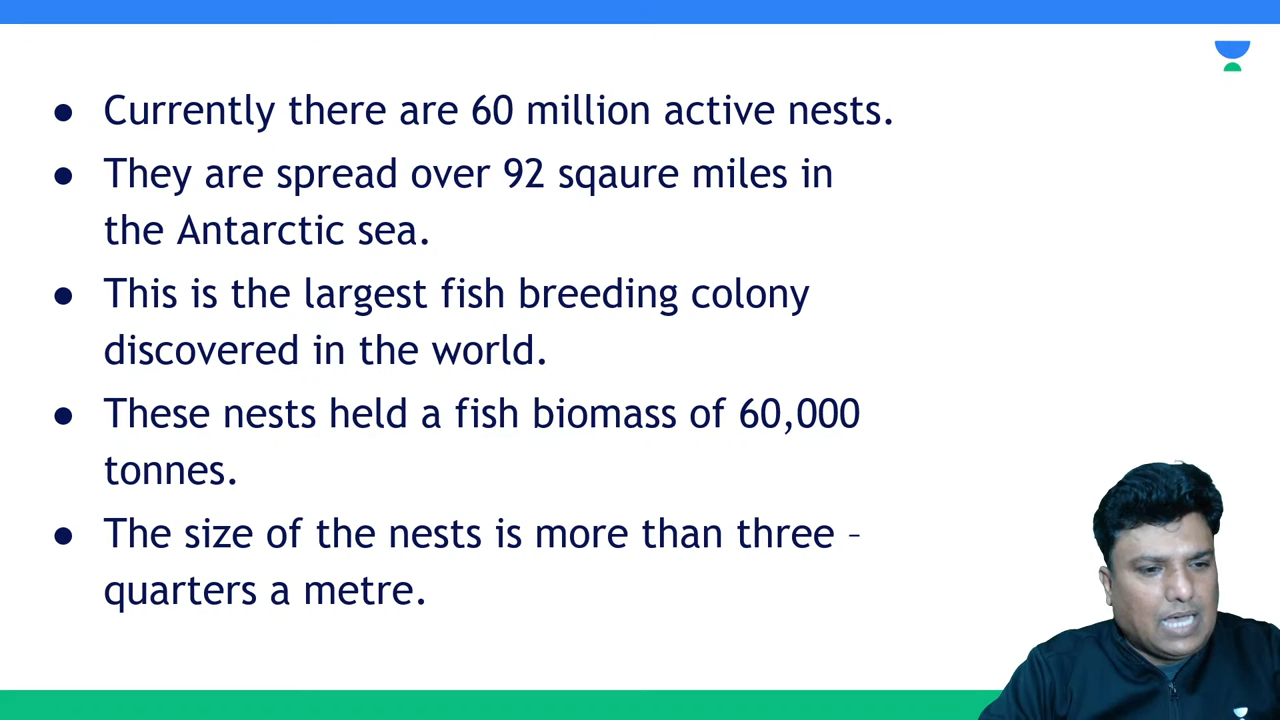 ● Currently there are 60 million active nests.
● They are spread over 92 sqaure miles in
the Antarctic sea.
● This is the largest fish breeding colony
discovered in the world.
● These nests held a fish biomass of 60,000
tonnes.
● The size of the nests is more than three –
quarters a metre.